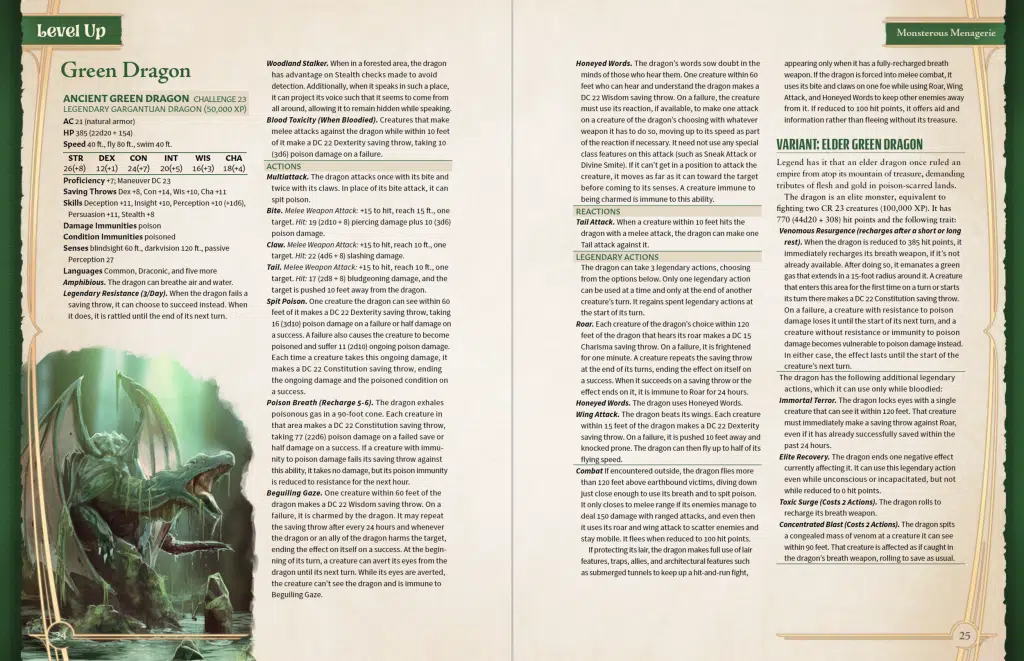 Level Up
Green Dragon
ANCIENT GREEN DRAGON CHALLENGE 23
LEGENDARY GARGANTUAN DRAGON (50,000 XP)
AC 21 (natural armor)
HP 385 (22d20 + 154)
Speed 40 ft., fly 80 ft., swim 40 ft.
STR DEX CON INT WIS CHA
26(+8) 12(+1) 24(+7) 20(+5) 16(+3) 18(+4)
Proficiency +7; Maneuver DC 23
Saving Throws Dex +8, Con +14, Wis +10, Cha +11
Skills Deception +11, Insight +10, Perception +10 (+1d6),
Persuasion +11, Stealth +8
Damage Immunities poison
Condition Immunities poisoned
Senses blindsight 60 ft., darkvision 120 ft., passive
Perception 27
Languages Common, Draconic, and five more
Amphibious. The dragon can breathe air and water.
Legendary Resistance (3/Day). When the dragon fails a
saving throw, it can choose to succeed instead. When
it does, it is rattled until the end of its next turn.
24
Woodland Stalker. When in a forested area, the dragon
has advantage on Stealth checks made to avoid
detection. Additionally, when it speaks in such a place,
it can project its voice such that it seems to come from
all around, allowing it to remain hidden while speaking.
Blood Toxicity (When Bloodied). Creatures that make
melee attacks against the dragon while within 10 feet
of it make a DC 22 Dexterity saving throw, taking 10
(3d6) poison damage on a failure.
ACTIONS
Multiattack. The dragon attacks once with its bite and
twice with its claws. In place of its bite attack, it can
spit poison.
Bite. Melee Weapon Attack: +15 to hit, reach 15 ft., one
target. Hit: 19 (2d10 + 8) piercing damage plus 10 (3d6)
poison damage.
Claw. Melee Weapon Attack: +15 to hit, reach 10 ft., one
target. Hit: 22 (4d6 + 8) slashing damage.
Tail. Melee Weapon Attack: +15 to hit, reach 10 ft., one
target. Hit: 17 (2d8 + 8) bludgeoning damage, and the
target is pushed 10 feet away from the dragon.
Spit Poison. One creature the dragon can see within 60
feet of it makes a DC 22 Dexterity saving throw, taking
16 (3d10) poison damage on a failure or half damage on
a success. A failure also causes the creature to become
poisoned and suffer 11 (2d10) ongoing poison damage.
Each time a creature takes this ongoing damage, it
makes a DC 22 Constitution saving throw, ending
the ongoing damage and the poisoned condition on
a success.
Poison Breath (Recharge 5-6). The dragon exhales
poisonous gas in a 90-foot cone. Each creature in
that area makes a DC 22 Constitution saving throw,
taking 77 (22d6) poison damage on a failed save or
half damage on a success. If a creature with immu-
nity to poison damage fails its saving throw against
this ability, it takes no damage, but its poison immunity
is reduced to resistance for the next hour.
Beguiling Gaze. One creature within 60 feet of the
dragon makes a DC 22 Wisdom saving throw. On a
failure, it is charmed by the dragon. It may repeat
the saving throw after every 24 hours and whenever
the dragon or an ally of the dragon harms the target,
ending the effect on itself on a success. At the begin-
ning of its turn, a creature can avert its eyes from the
dragon until its next turn. While its eyes are averted,
the creature can't see the dragon and is immune to
Beguiling Gaze.
Monsterous Menagerie
Honeyed Words. The dragon's words sow doubt in the
minds of those who hear them. One creature within 60
feet who can hear and understand the dragon makes a
DC 22 Wisdom saving throw. On a failure, the creature
must use its reaction, if available, to make one attack
on a creature of the dragon's choosing with whatever
weapon it has to do so, moving up to its speed as part
of the reaction if necessary. It need not use any special
class features on this attack (such as Sneak Attack or
Divine Smite). If it can't get in a position to attack the
creature, it moves as far as it can toward the target
before coming to its senses. A creature immune to
being charmed is immune to this ability.
REACTIONS
Tail Attack. When a creature within 10 feet hits the
dragon with a melee attack, the dragon can make one
Tail attack against it.
LEGENDARY ACTIONS
The dragon can take 3 legendary actions, choosing
from the options below. Only one legendary action
can be used at a time and only at the end of another
creature's turn. It regains spent legendary actions at
the start of its turn.
Roar. Each creature of the dragon's choice within 120
feet of the dragon that hears its roar makes a DC 15
Charisma saving throw. On a failure, it is frightened
for one minute. A creature repeats the saving throw
at the end of its turns, ending the effect on itself on
a success. When it succeeds on a saving throw or the
effect ends on it, it is immune to Roar for 24 hours.
Honeyed Words. The dragon uses Honeyed Words.
Wing Attack. The dragon beats its wings. Each creature
within 15 feet of the dragon makes a DC 22 Dexterity
saving throw. On a failure, it is pushed 10 feet away and
knocked prone. The dragon can then fly up to half of its
flying speed.
Combat If encountered outside, the dragon flies more
than 120 feet above earthbound victims, diving down
just close enough to use its breath and to spit poison.
It only closes to melee range if its enemies manage to
deal 150 damage with ranged attacks, and even then
it uses its roar and wing attack to scatter enemies and
stay mobile. It flees when reduced to 100 hit points.
If protecting its lair, the dragon makes full use of lair
features, traps, allies, and architectural features such
as submerged tunnels to keep up a hit-and-run fight,
appearing only when it has a fully-recharged breath
weapon. If the dragon is forced into melee combat, it
uses its bite and claws on one foe while using Roar, Wing
Attack, and Honeyed Words to keep other enemies away
from it. If reduced to 100 hit points, it offers aid and
information rather than fleeing without its treasure.
VARIANT: ELDER GREEN DRAGON
Legend has it that an elder dragon once ruled an
empire from atop its mountain of treasure, demanding
tributes of flesh and gold in poison-scarred lands.
The dragon is an elite monster, equivalent to
fighting two CR 23 creatures (100,000 XP). It has
770 (44d20 + 308) hit points and the following trait:
Venomous Resurgence (recharges after a short or long
rest). When the dragon is reduced to 385 hit points, it
immediately recharges its breath weapon, if it's not
already available. After doing so, it emanates a green
gas that extends in a 15-foot radius around it. A creature
that enters this area for the first time on a turn or starts
its turn there makes a DC 22 Constitution saving throw.
On a failure, a creature with resistance to poison
damage loses it until the start of its next turn, and a
creature without resistance or immunity to poison
damage becomes vulnerable to poison damage instead.
In either case, the effect lasts until the start of the
creature's next turn.
The dragon has the following additional legendary
actions, which it can use only while bloodied:
Immortal Terror. The dragon locks eyes with a single
creature that can see it within 120 feet. That creature
must immediately make a saving throw against Roar,
even if it has already successfully saved within the
past 24 hours.
Elite Recovery. The dragon ends one negative effect
currently affecting it. It can use this legendary action
even while unconscious or incapacitated, but not
while reduced to 0 hit points.
Toxic Surge (Costs 2 Actions). The dragon rolls to
recharge its breath weapon.
Concentrated Blast (Costs 2 Actions). The dragon spits
a congealed mass of venom at a creature it can see
within 90 feet. That creature is affected as if caught in
the dragon's breath weapon, rolling to save as usual.
25